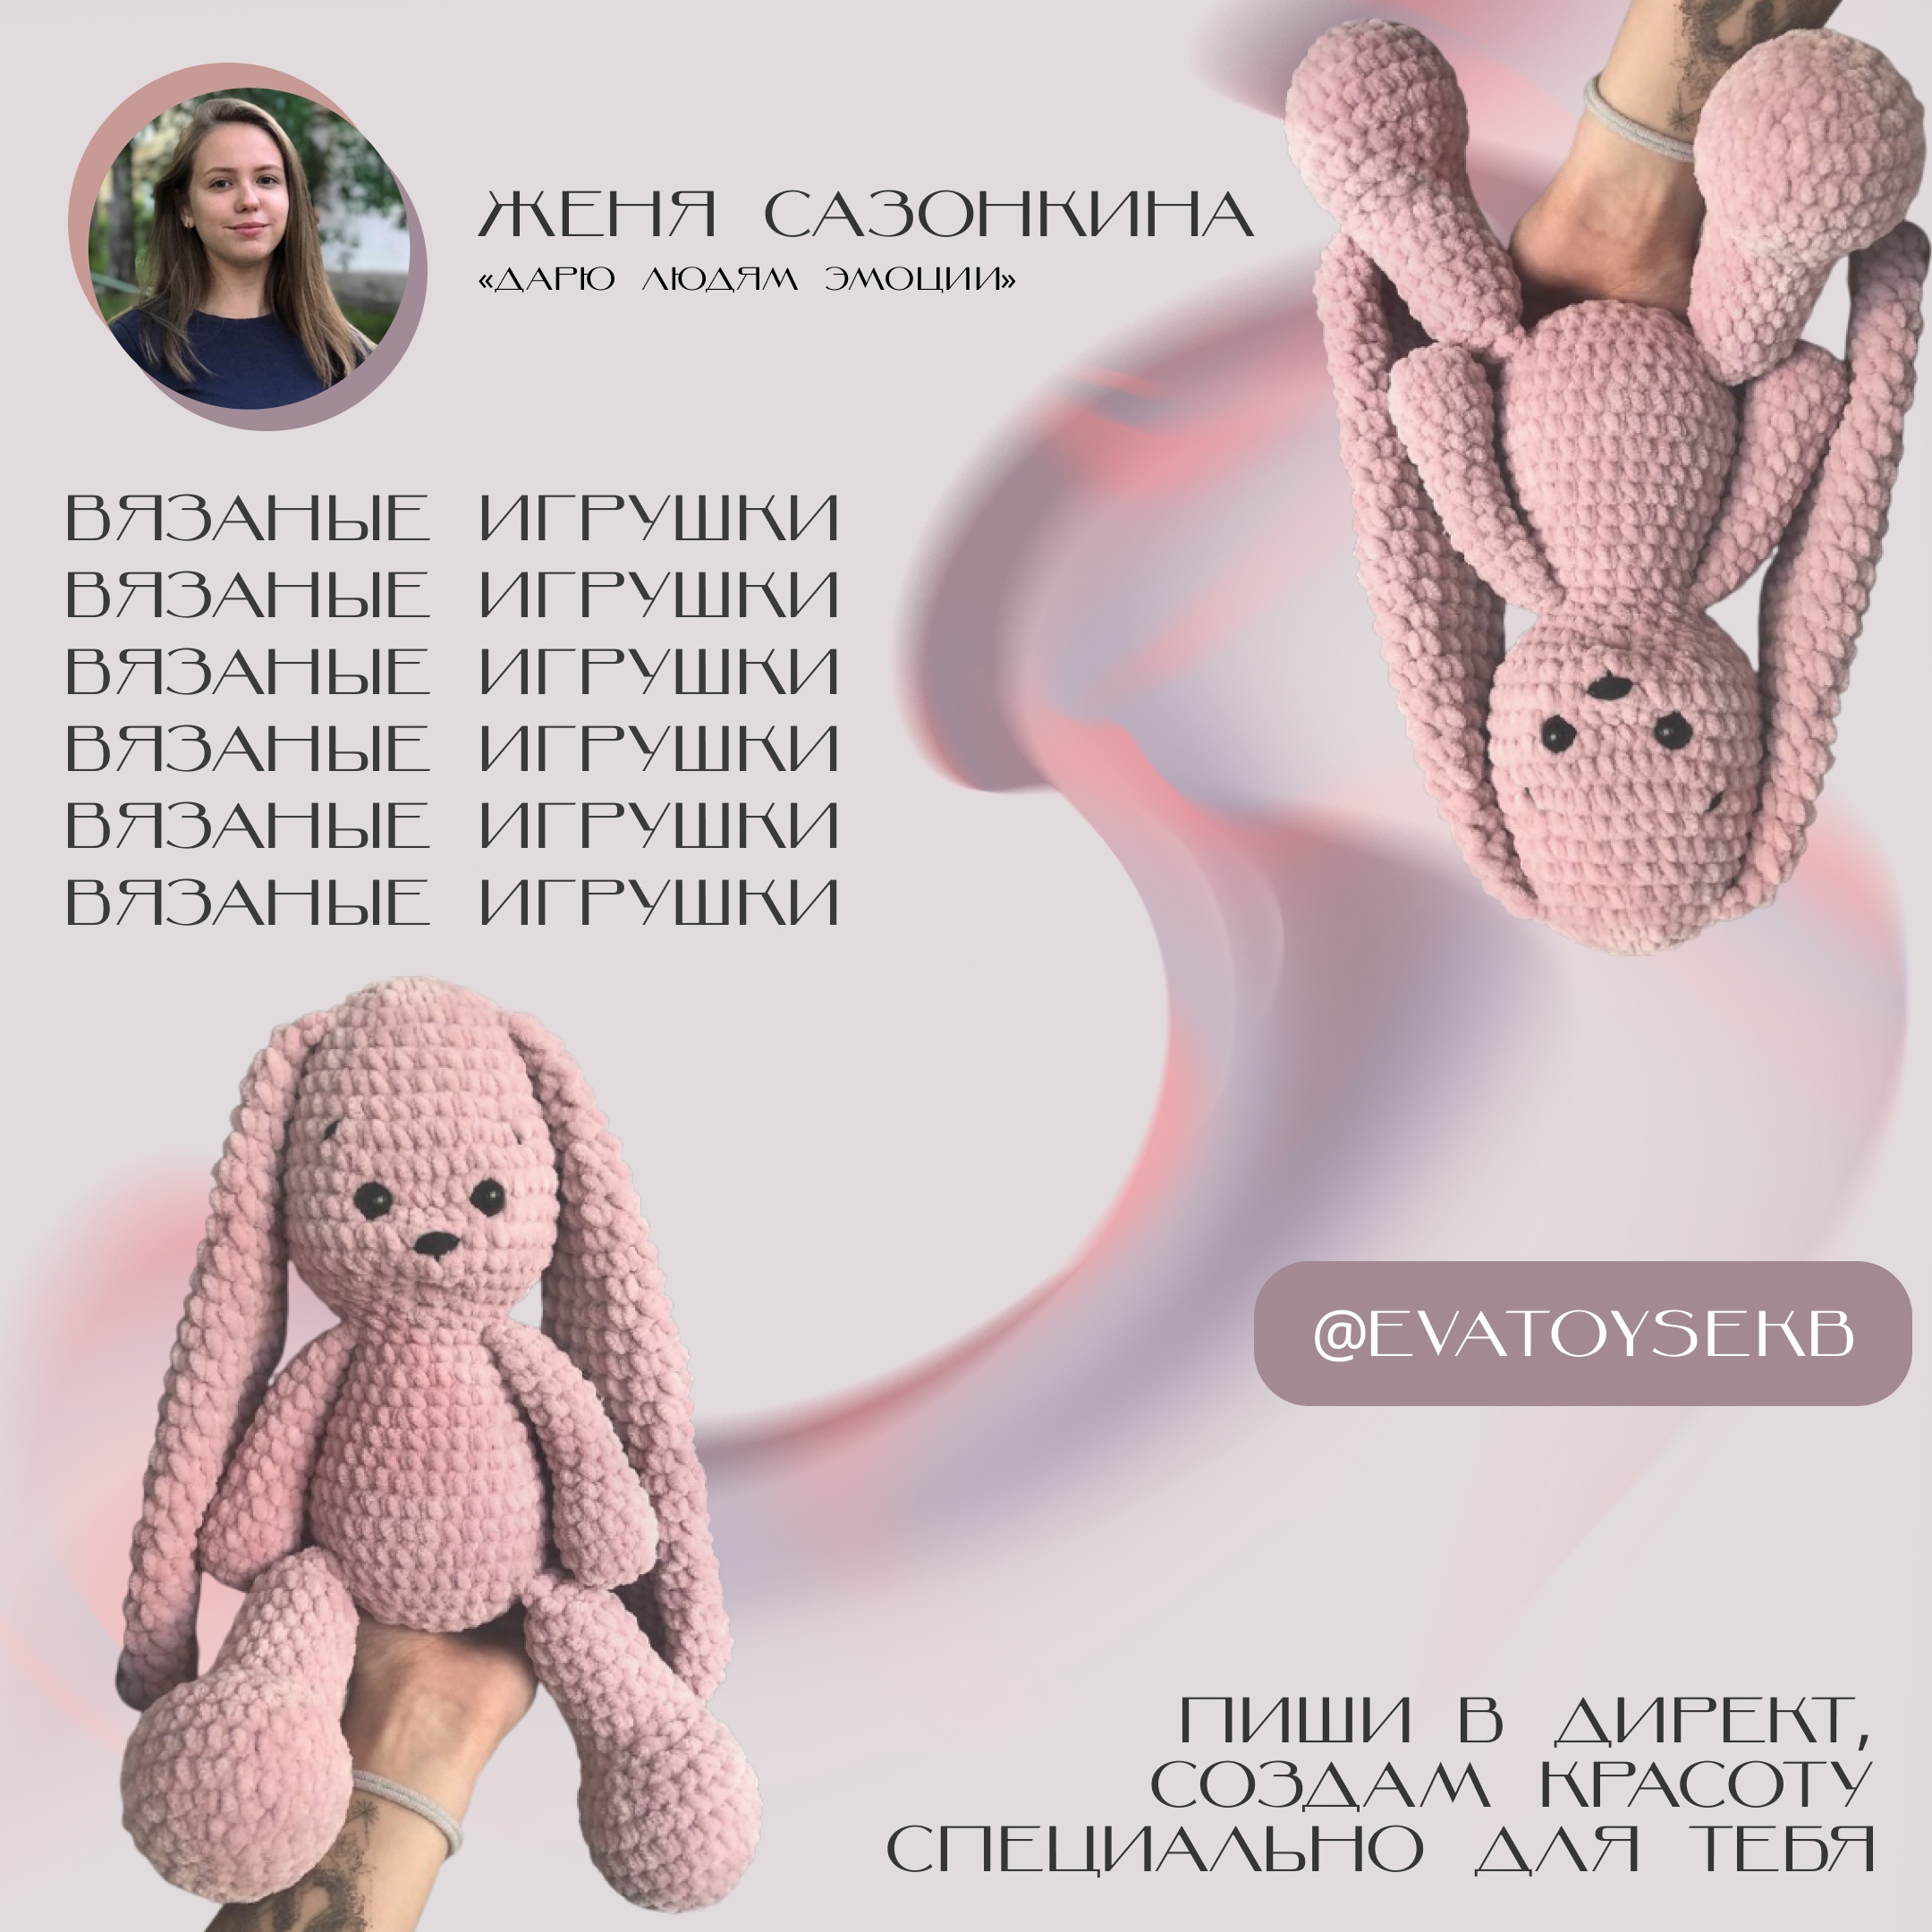 ЖЕНЯ САЗОНКИНА
«ДАРЮ ЛЮДЯМ ЭМОЦИИ»
ВЯЗАНЫЕ ИГРУШКИ
ВЯЗАНЫЕ ИГРУШКИ
ВЯЗАНЫЕ ИГРУШКИ
ВЯЗАНЫЕ ИГРУШКИ
ВЯЗАНЫЕ ИГРУШКИ
ВЯЗАНЫЕ ИГРУШКИ
@EVATOYSEKB
ПИШИ В ДИРЕКТ,
СОЗДАМ КРАСОТУ
СПЕЦИАЛЬНО ДЛЯ ТЕБЯ